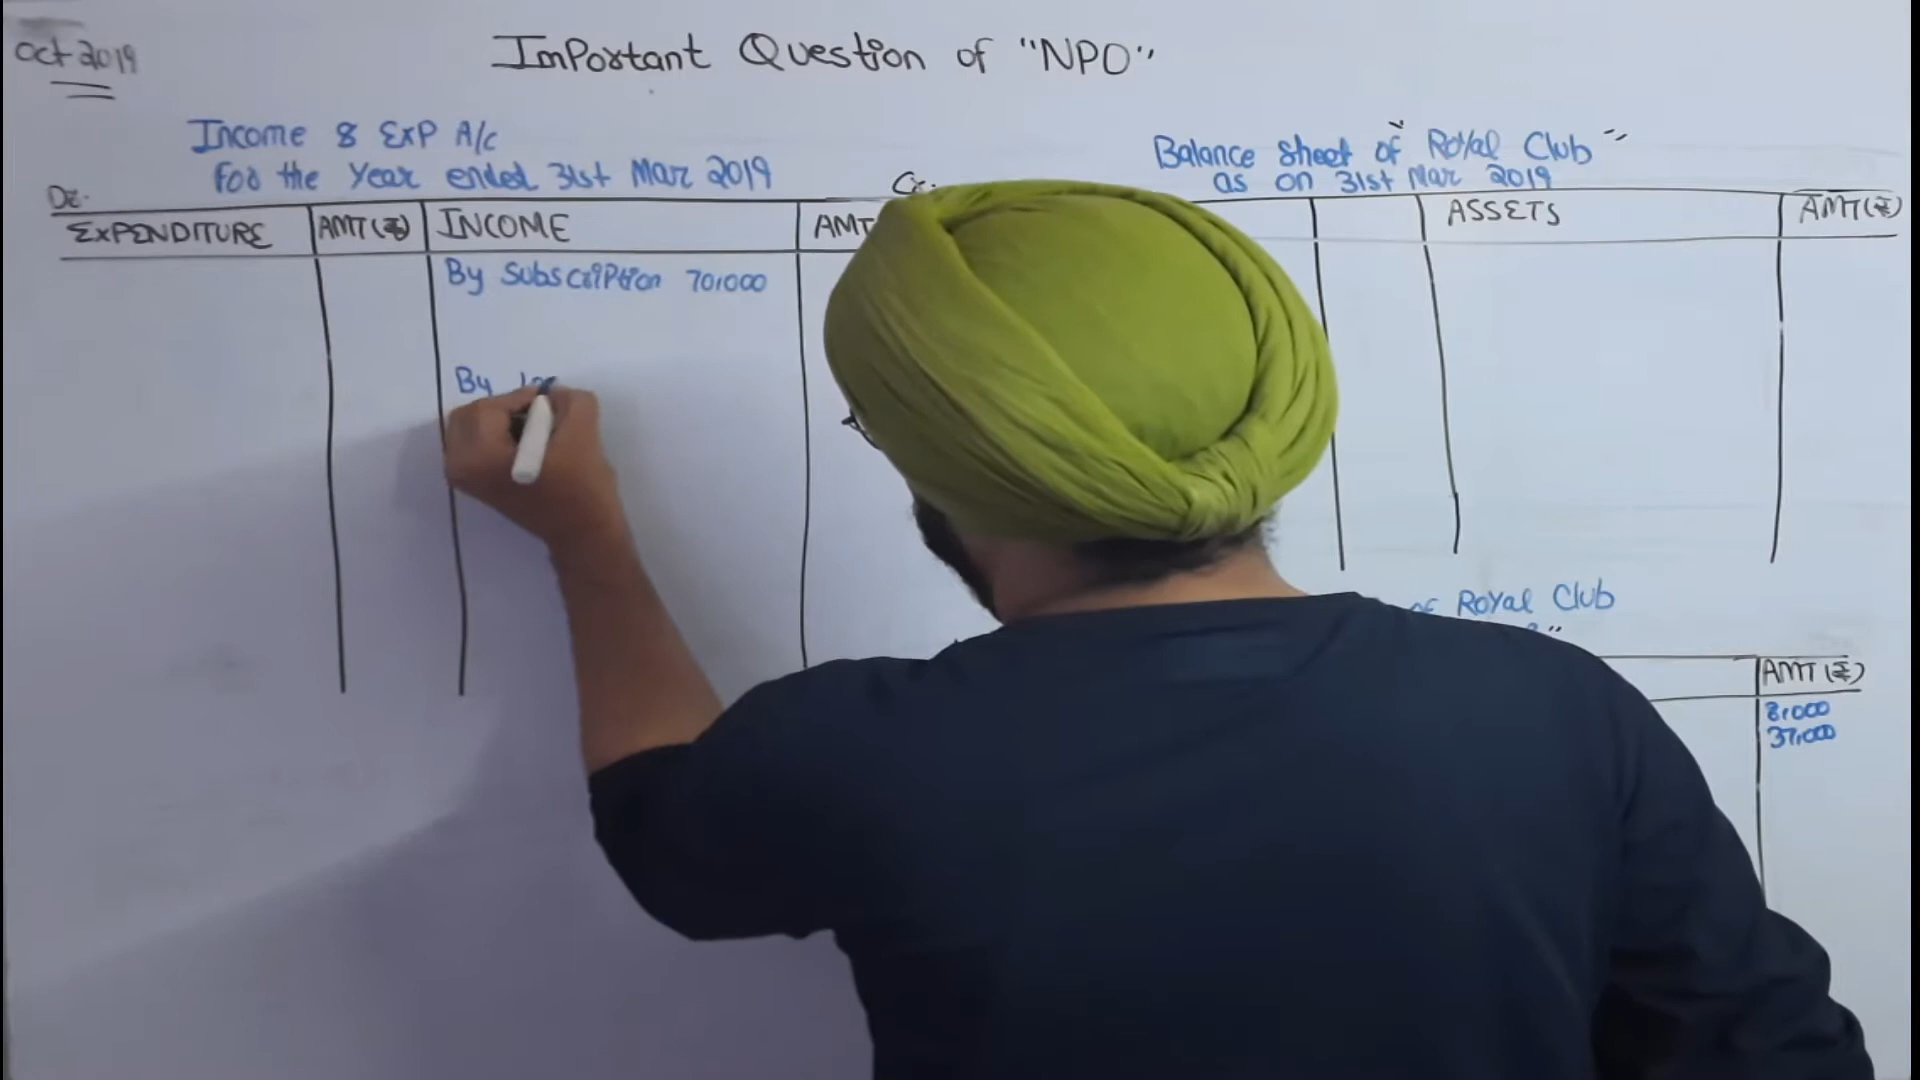 Oct 2019
ImPortant Question of "NPO"
Income & ExP A/c
For the Year ended 31st Mar 2019
Dr.
Cr.
EXPENDITURE
AMT(₹)
INCOME
AMT
By SubscriPtion 70,000
By
Balance Sheet of "Royal Club"
as on 31st Mar 2019
ASSETS
AMT(₹)
of Royal Club
AMT (₹)
8,000
37,000